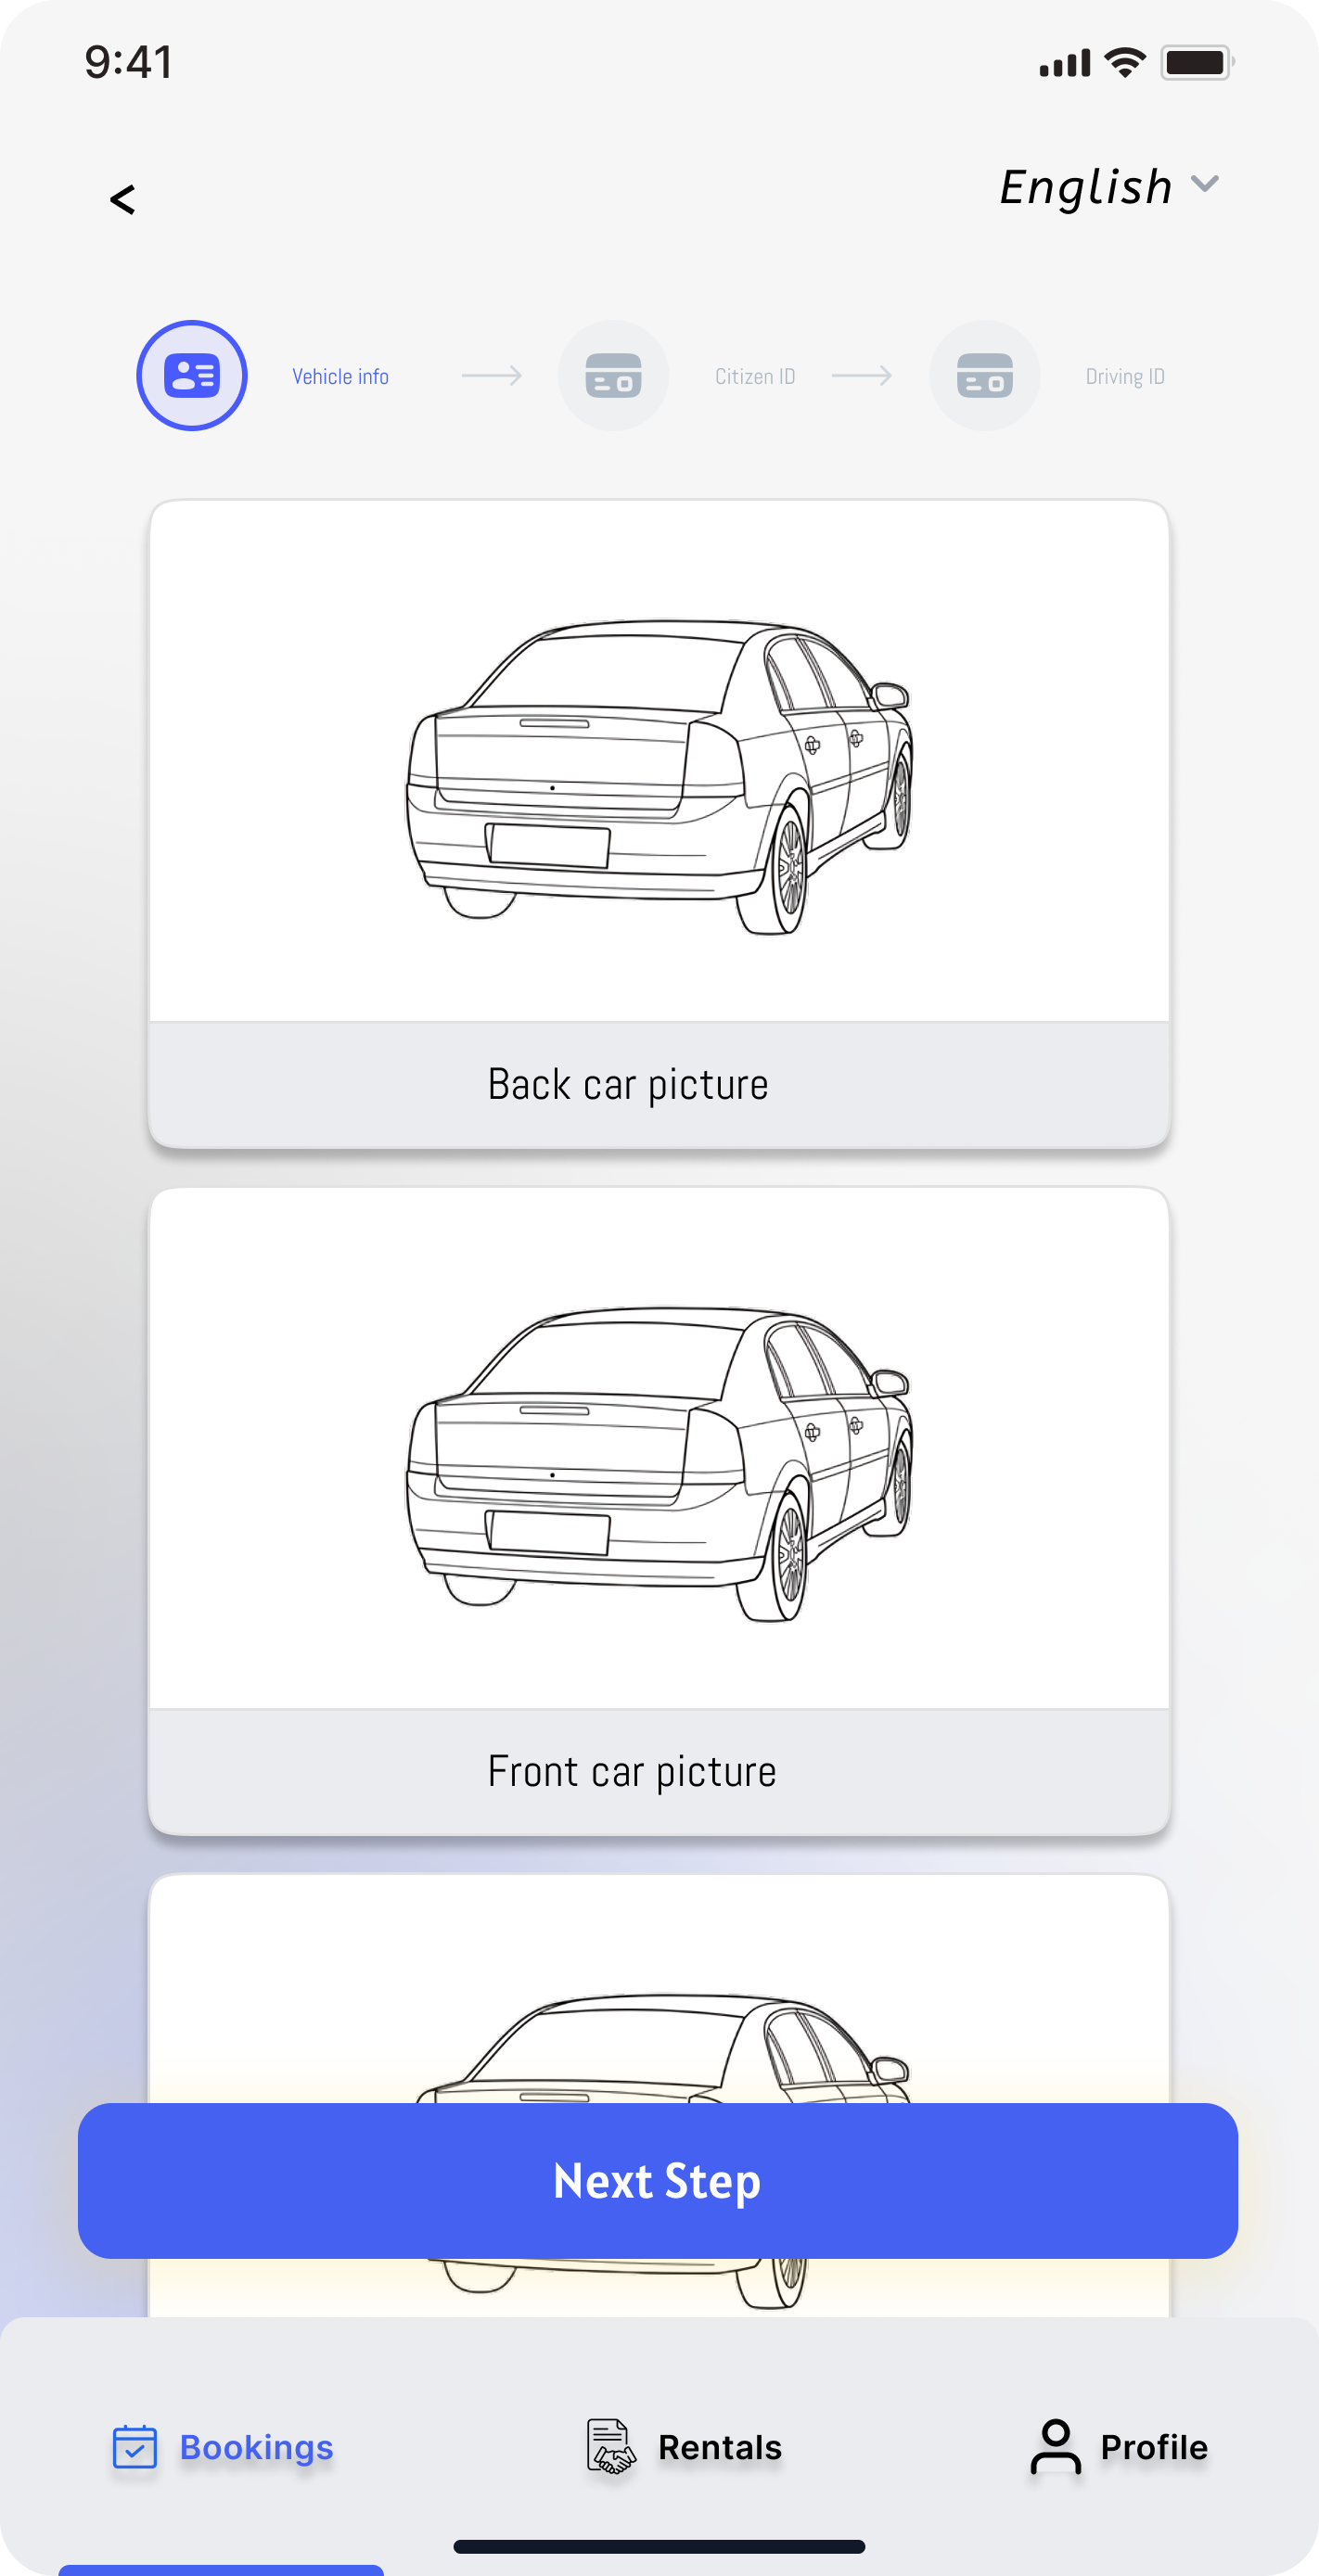 9:41
<
English
Vehicle info
Citizen ID
Driving ID
Back car picture
Front car picture
Next Step
Bookings
Rentals
Profile